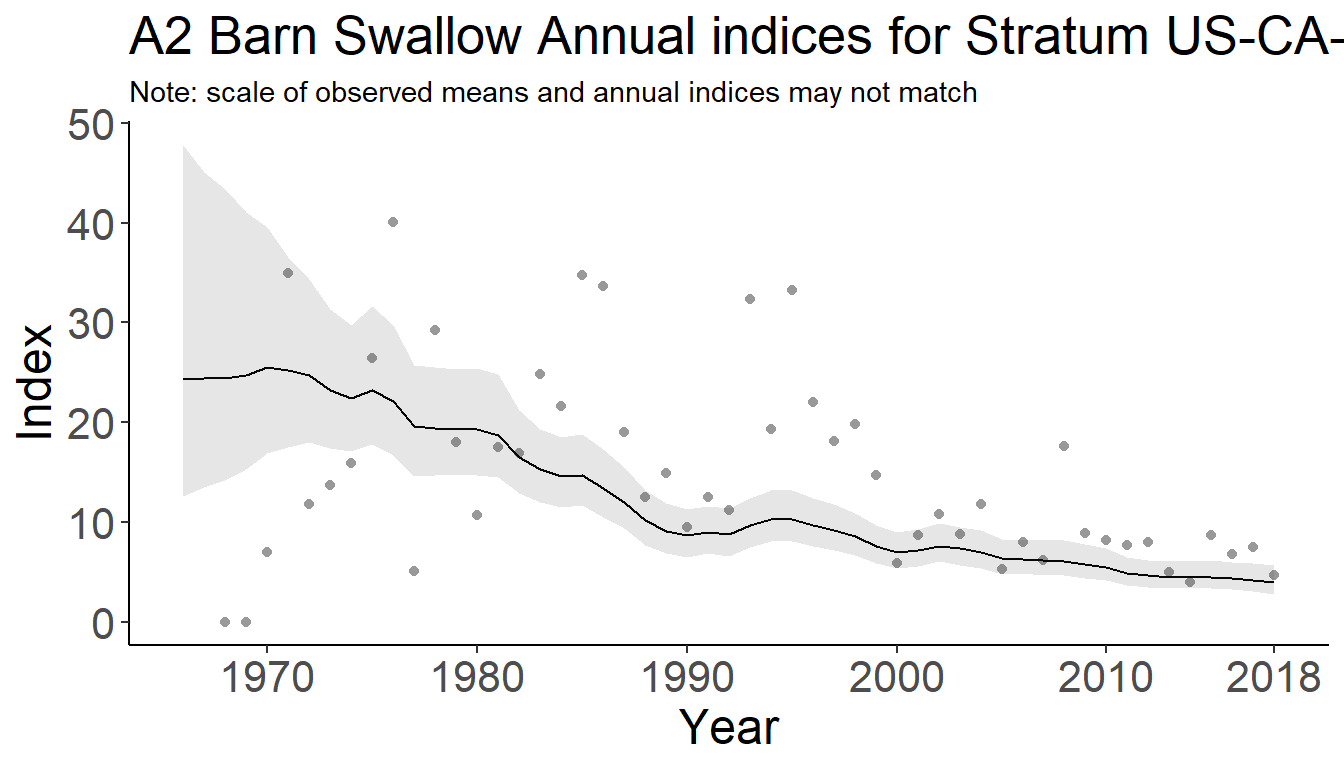 A2 Barn Swallow Annual indices for Stratum US-CA-
Note: scale of observed means and annual indices may not match
50
40
30
20
10
0
Index
1970 1980 1990 2000 2010 2018
Year